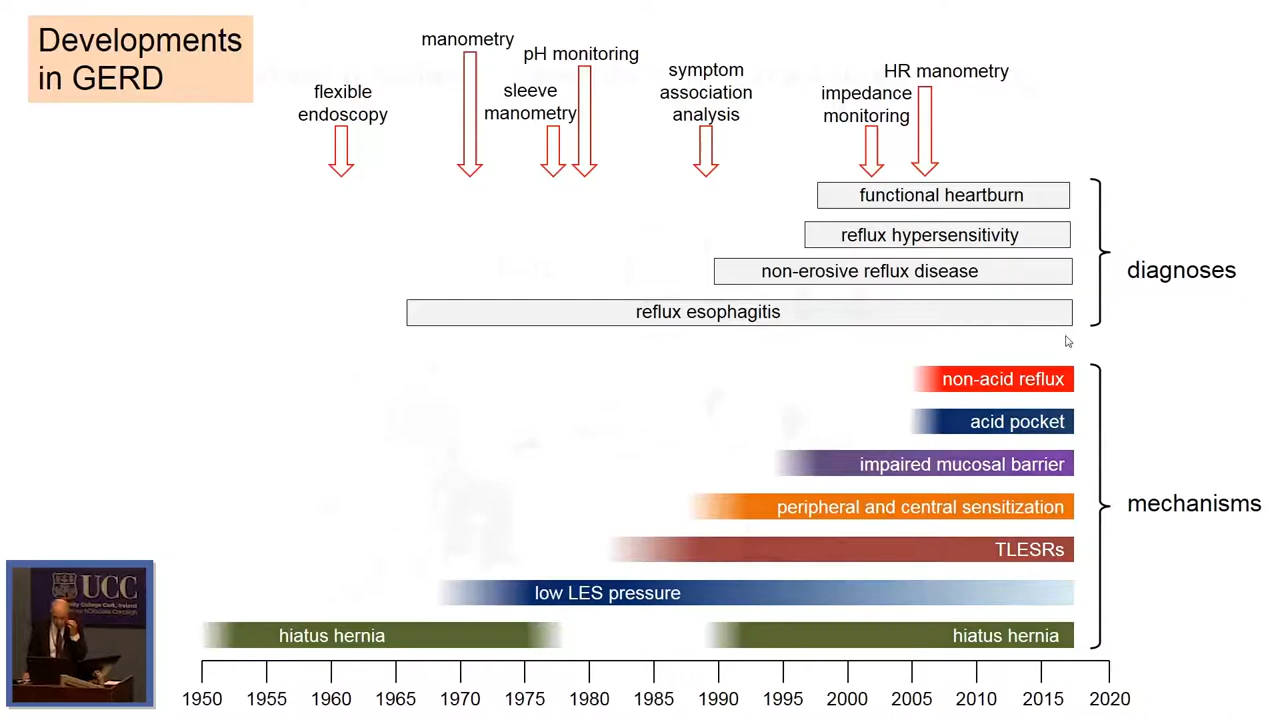 Developments
in GERD
manometry
pH monitoring
flexible
endoscopy
sleeve
manometry
symptom
association
analysis
HR manometry
impedance
monitoring
functional heartburn
reflux hypersensitivity
non-erosive reflux disease
reflux esophagitis
diagnoses
non-acid reflux
acid pocket
impaired mucosal barrier
peripheral and central sensitization
TLESRs
low LES pressure
hiatus hernia
hiatus hernia
mechanisms
1950 1955 1960 1965 1970 1975 1980 1985 1990 1995 2000 2005 2010 2015 2020
UCC
College Cork, Ireland